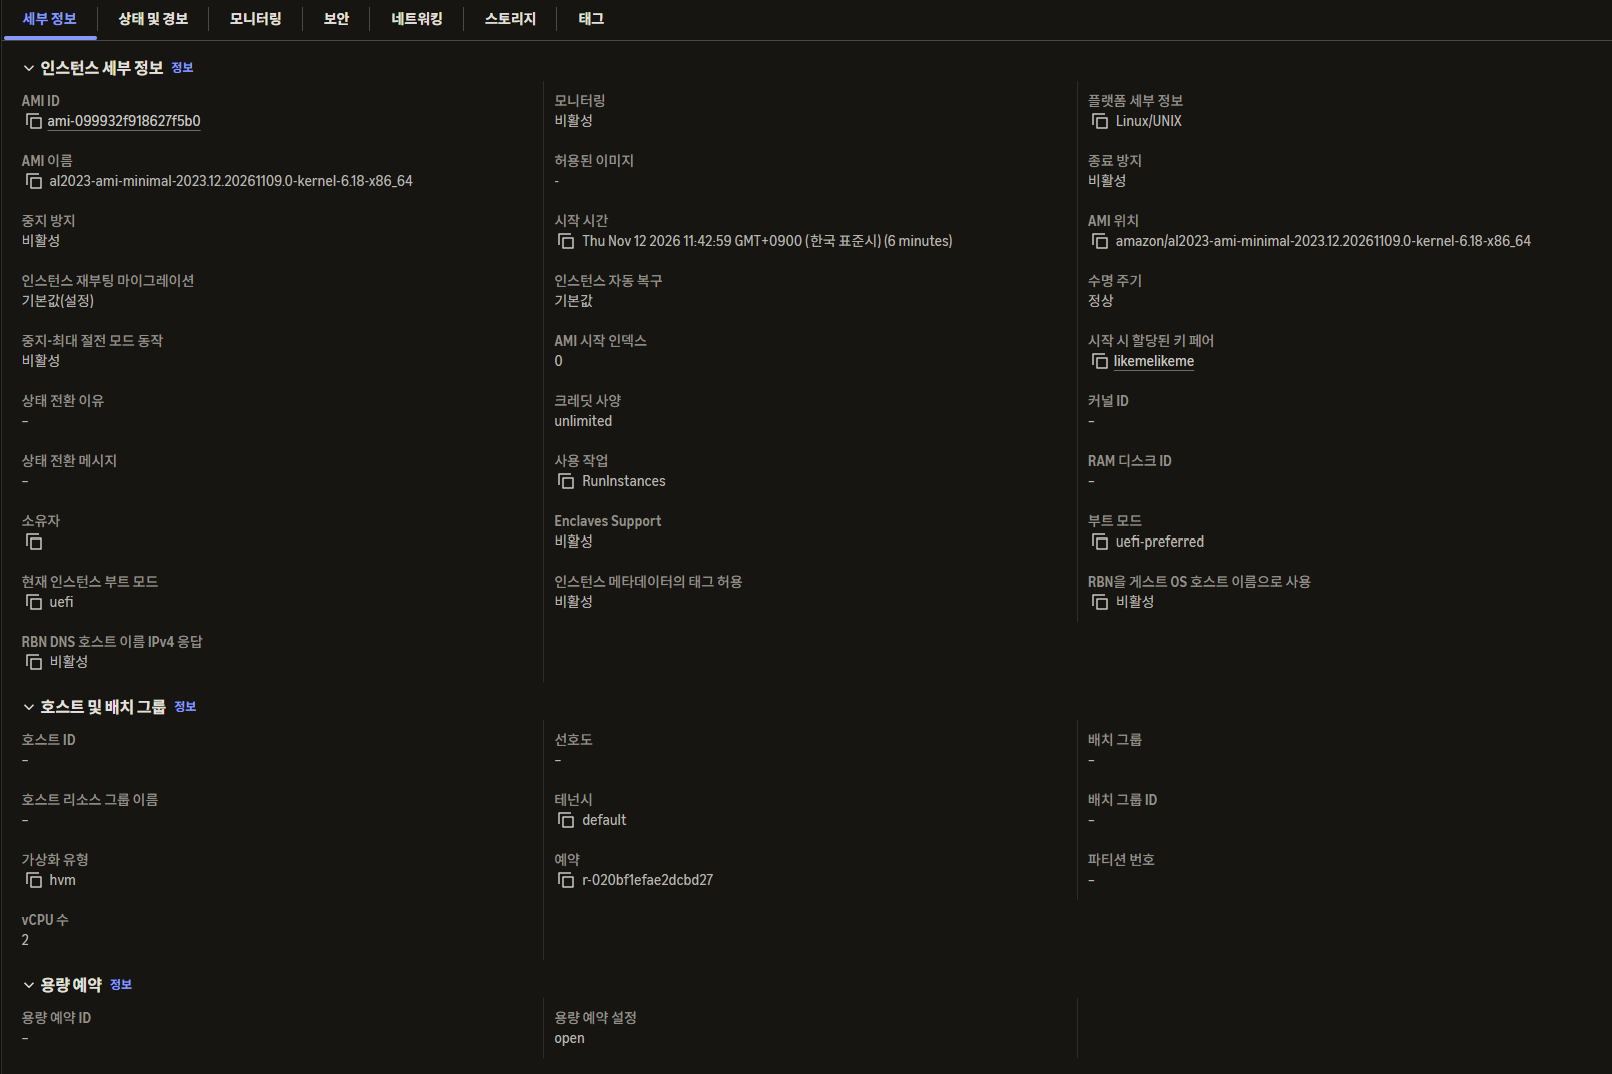 세부 정보
상태 및 경보
모니터링
보안
네트워킹
스토리지
태그
인스턴스 세부 정보 정보
AMI ID
ami-099932f918627f5b0
모니터링
비활성
플랫폼 세부 정보
Linux/UNIX
AMI 이름
al2023-ami-minimal-2023.12.20261109.0-kernel-6.18-x86_64
허용된 이미지
-
종료 방지
비활성
중지 방지
비활성
시작 시간
Thu Nov 12 2026 11:42:59 GMT+0900 (한국 표준시) (6 minutes)
AMI 위치
amazon/al2023-ami-minimal-2023.12.20261109.0-kernel-6.18-x86_64
인스턴스 재부팅 마이그레이션
기본값(설정)
인스턴스 자동 복구
기본값
수명 주기
정상
중지-최대 절전 모드 동작
비활성
AMI 시작 인덱스
0
시작 시 할당된 키 페어
likemelikeme
상태 전환 이유
–
크레딧 사양
unlimited
커널 ID
–
상태 전환 메시지
–
사용 작업
RunInstances
RAM 디스크 ID
–
소유자
Enclaves Support
비활성
부트 모드
uefi-preferred
현재 인스턴스 부트 모드
uefi
인스턴스 메타데이터의 태그 허용
비활성
RBN을 게스트 OS 호스트 이름으로 사용
비활성
RBN DNS 호스트 이름 IPv4 응답
비활성
호스트 및 배치 그룹 정보
호스트 ID
–
선호도
–
배치 그룹
–
호스트 리소스 그룹 이름
–
테넌시
default
배치 그룹 ID
–
가상화 유형
hvm
예약
r-020bf1efae2dcbd27
파티션 번호
–
vCPU 수
2
용량 예약 정보
용량 예약 ID
–
용량 예약 설정
open